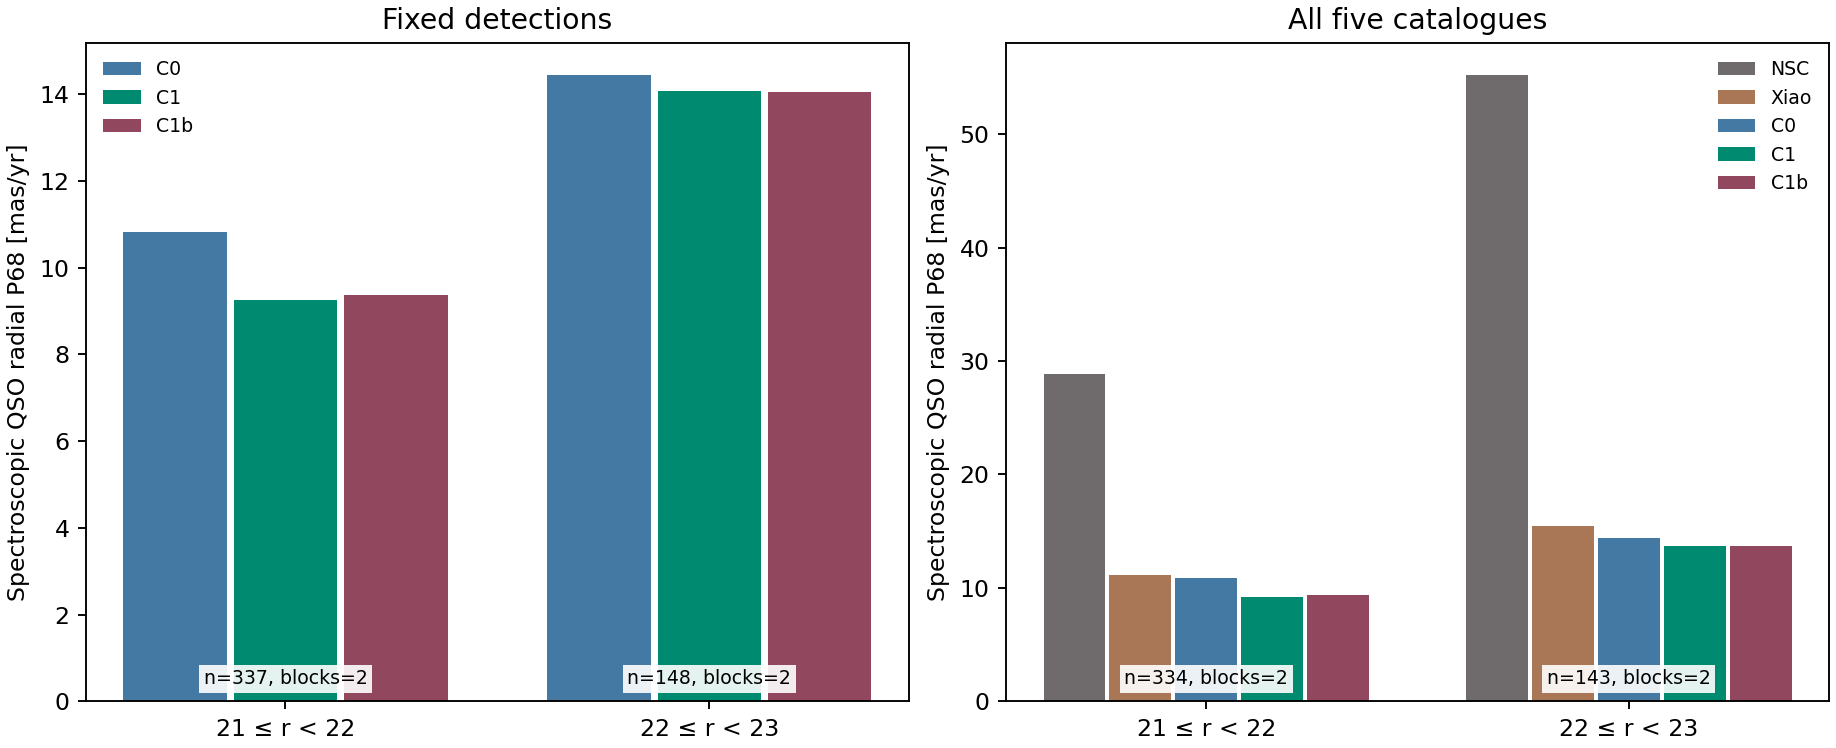 Fixed detections
Spectroscopic QSO radial P68 [mas/yr]
14
12
10
8
6
4
2
0
C0
C1
C1b
n=337, blocks=2
n=148, blocks=2
21 ≤ r < 22
22 ≤ r < 23
All five catalogues
Spectroscopic QSO radial P68 [mas/yr]
50
40
30
20
10
0
NSC
Xiao
C0
C1
C1b
n=334, blocks=2
n=143, blocks=2
21 ≤ r < 22
22 ≤ r < 23